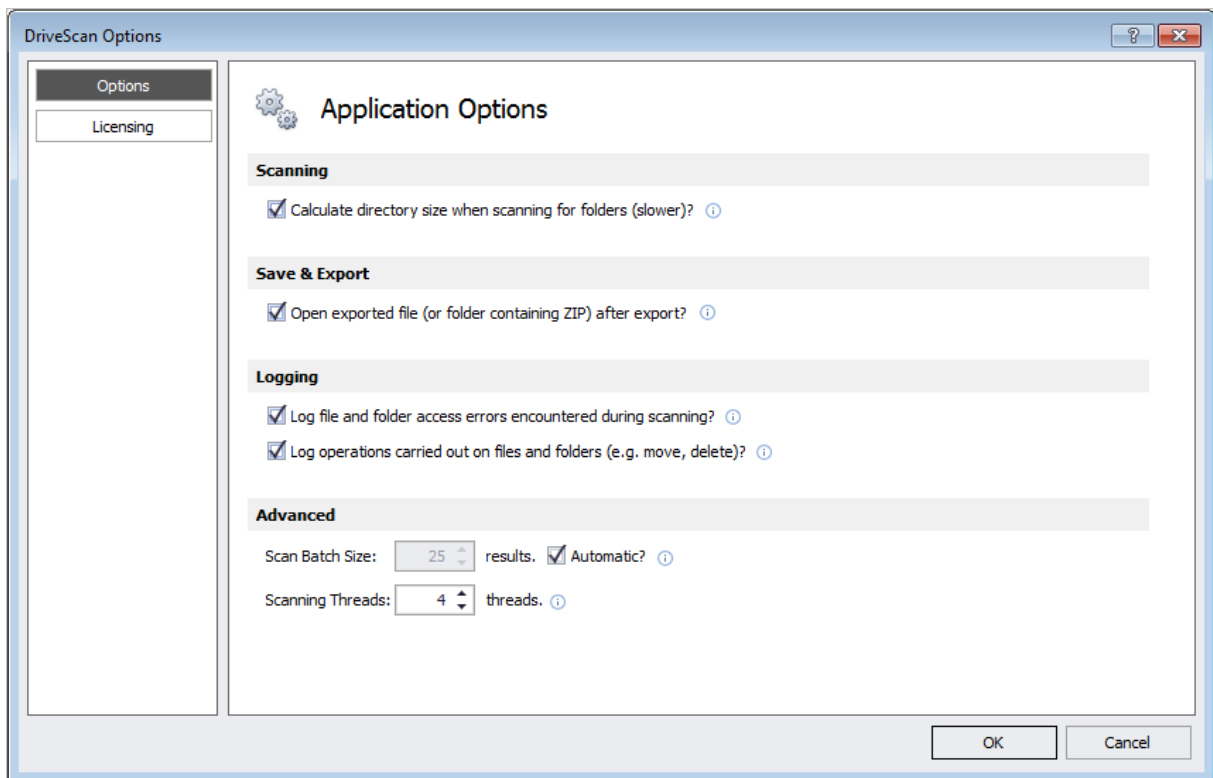 DriveScan Options
Options
Licensing
Application Options
Scanning
Calculate directory size when scanning for folders (slower)?
Save & Export
Open exported file (or folder containing ZIP) after export?
Logging
Log file and folder access errors encountered during scanning?
Log operations carried out on files and folders (e.g. move, delete)?
Advanced
Scan Batch Size: 25 results. Automatic?
Scanning Threads: 4 threads.
OK Cancel